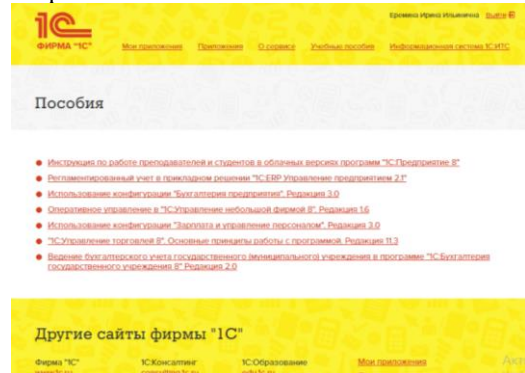 1С
Еремина Ирина Ильинична Выйти
ФИРМА "1С"
Мои приложения Приложения О сервисе Учебные пособия Информационная система 1С:ИТС
Пособия
Инструкция по работе преподавателей и студентов в облачных версиях программ "1С:Предприятие 8"
Регламентированный учет в прикладном решении "1С:ERP Управление предприятием 2.1"
Использование конфигурации "Бухгалтерия предприятия". Редакция 3.0
Оперативное управление в "1С:Управление небольшой фирмой 8". Редакция 1.6
Использование конфигурации "Зарплата и управление персоналом". Редакция 3.0
"1С:Управление торговлей 8". Основные принципы работы с программой. Редакция 11.3
Ведение бухгалтерского учета государственного (муниципального) учреждения в программе "1С:Бухгалтерия
государственного учреждения 8" Редакция 2.0
Другие сайты фирмы "1С"
Фирма "1С" 1С:Консалтинг 1С:Образование Мои приложения